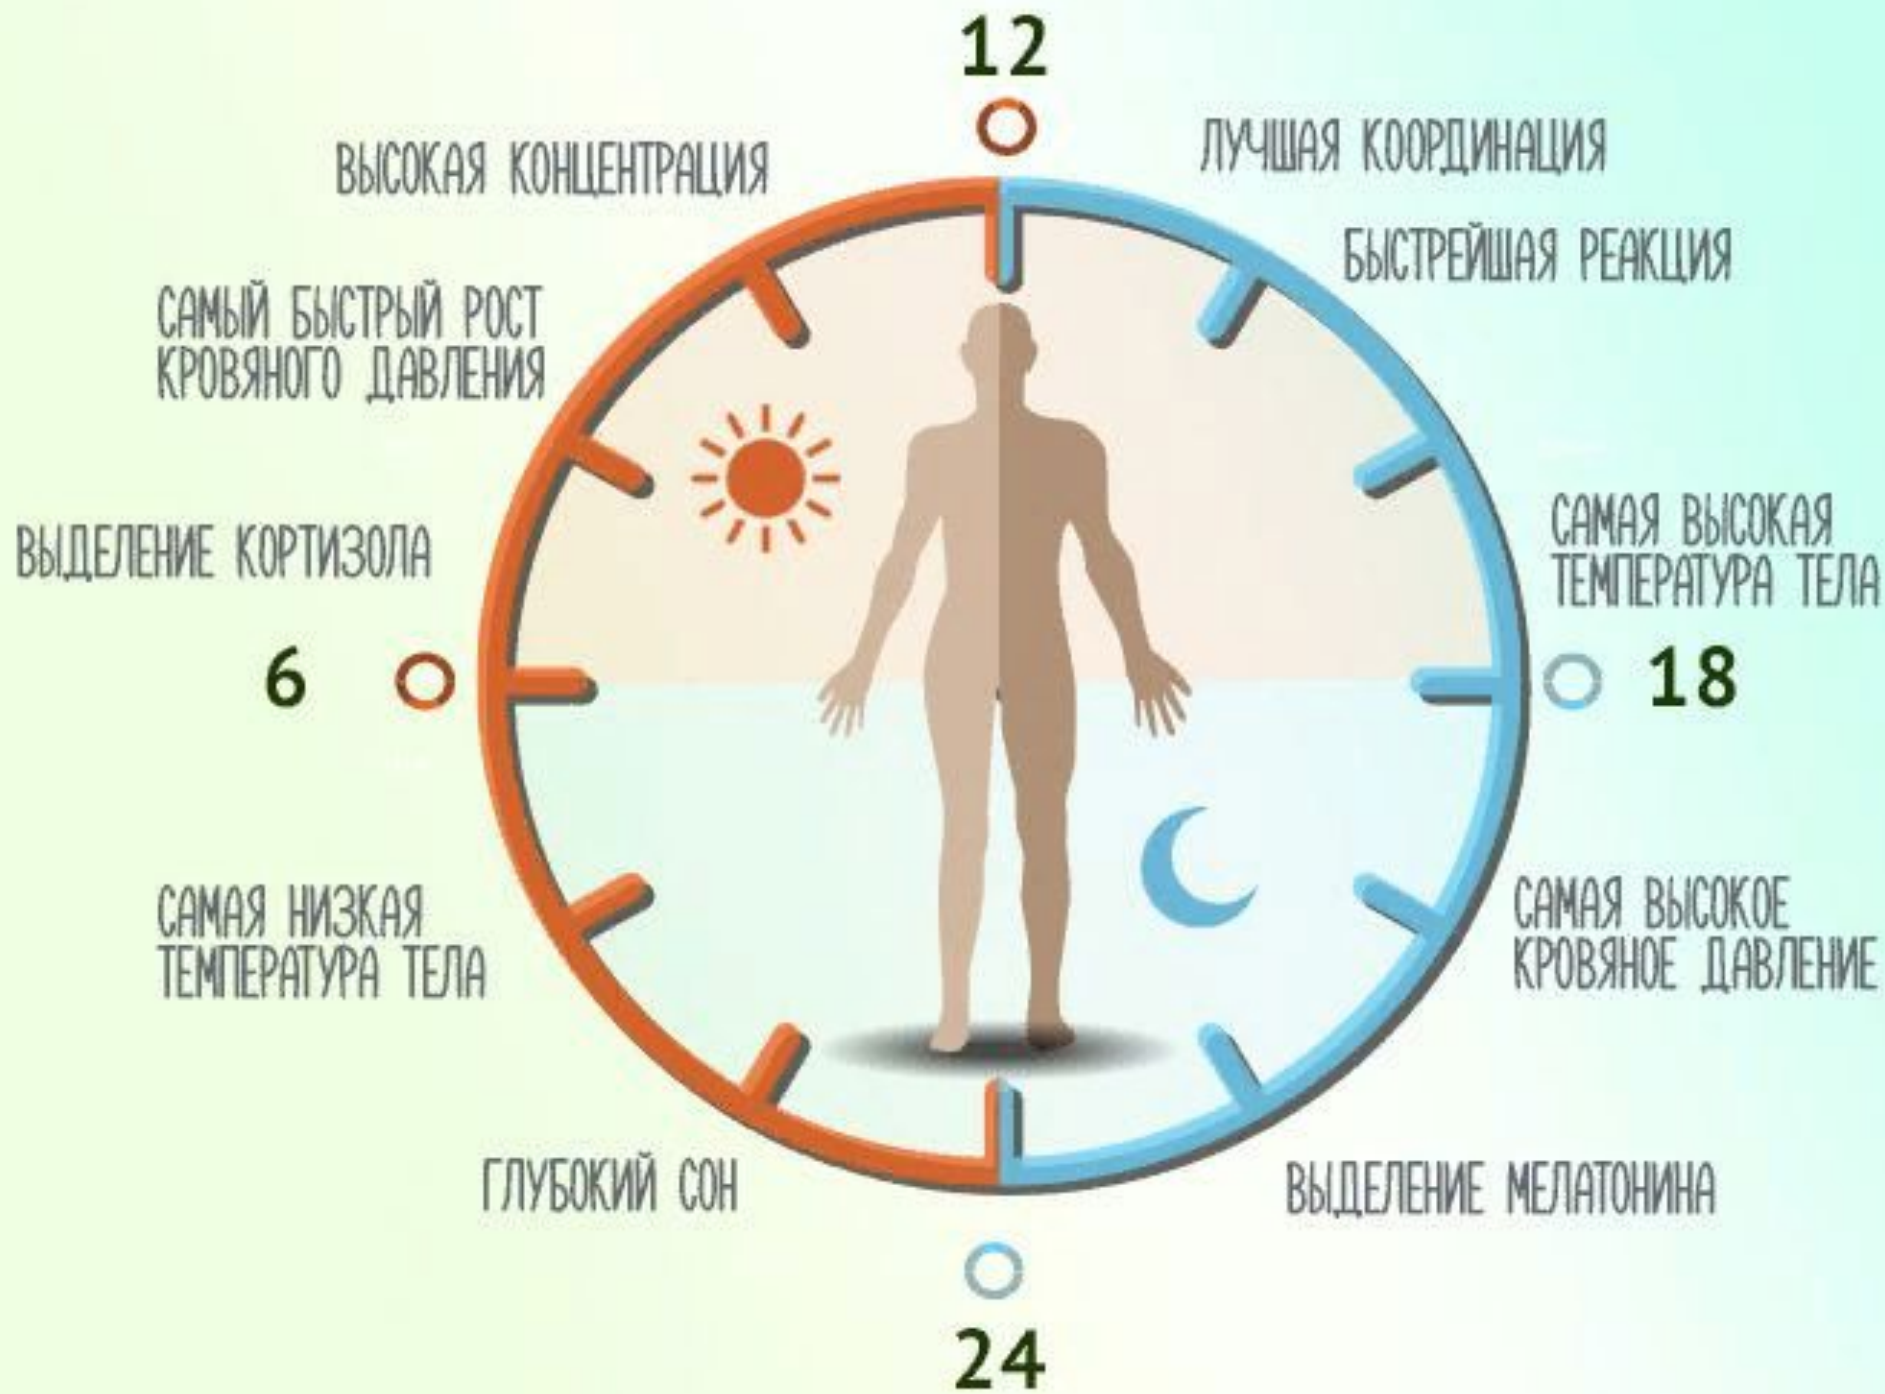 12
ВЫСОКАЯ КОНЦЕНТРАЦИЯ
ЛУЧШАЯ КООРДИНАЦИЯ
БЫСТРЕЙШАЯ РЕАКЦИЯ
САМЫЙ БЫСТРЫЙ РОСТ
КРОВЯНОГО ДАВЛЕНИЯ
ВЫДЕЛЕНИЕ КОРТИЗОЛА
САМАЯ ВЫСОКАЯ
ТЕМПЕРАТУРА ТЕЛА
6
18
САМАЯ НИЗКАЯ
ТЕМПЕРАТУРА ТЕЛА
САМАЯ ВЫСОКОЕ
КРОВЯНОЕ ДАВЛЕНИЕ
ГЛУБОКИЙ СОН
ВЫДЕЛЕНИЕ МЕЛАТОНИНА
24